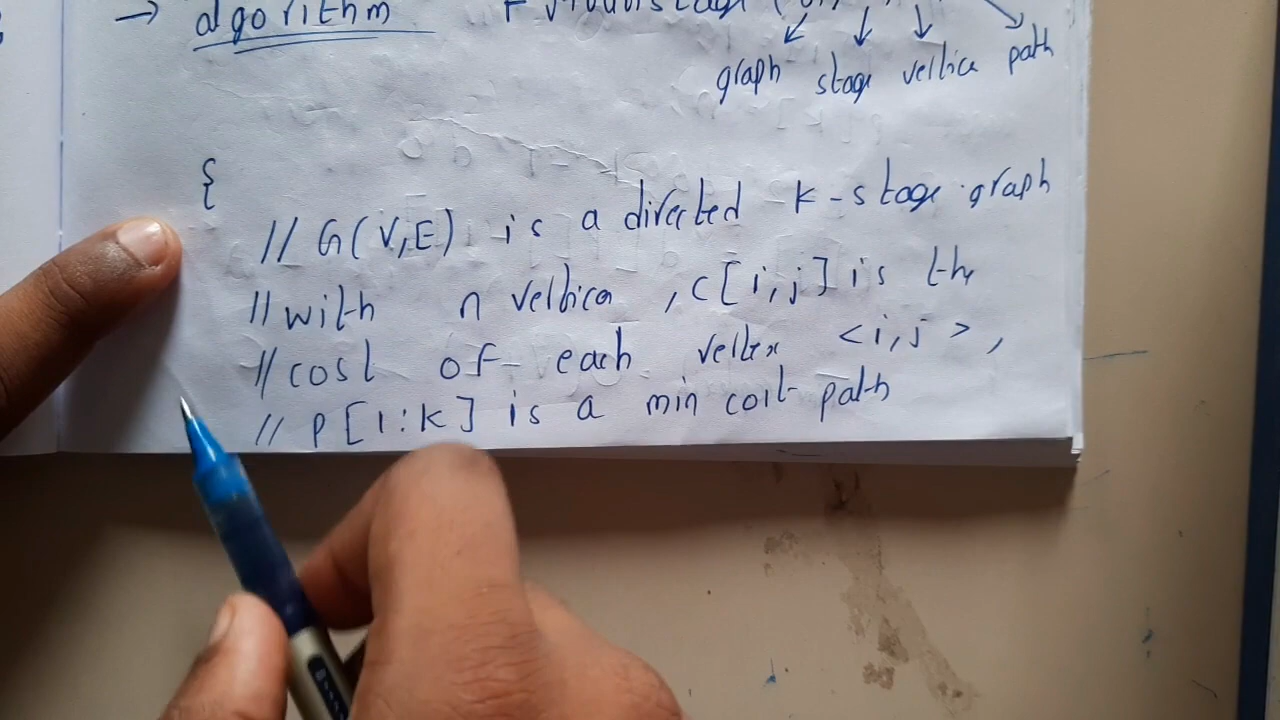 → algorithm
graph stage vertice path
{
// G(V,E) is a directed k-stage graph
// with n vertice , c[i,j] is the
// cost of each vertex <i,j> ,
// p[1:k] is a min cost path